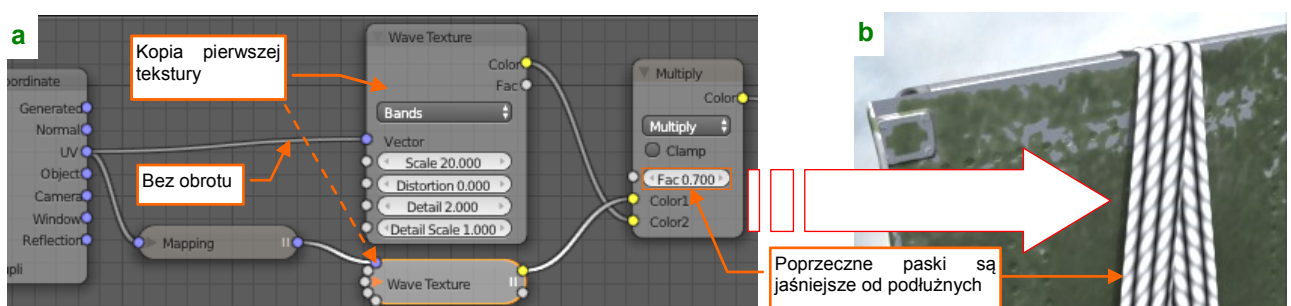 a
Kopia pierwszej
tekstury
Bez obrotu
oordinate
Generated
Normal
UV
Object
Camera
Window
Reflection
upli
Mapping
Wave Texture
Color
Fac
Bands
Vector
Scale 20.000
Distortion 0.000
Detail 2.000
Detail Scale 1.000
Wave Texture
Multiply
Color
Multiply
Clamp
Fac 0.700
Color1
Color2
b
Poprzeczne paski są
jaśniejsze od podłużnych